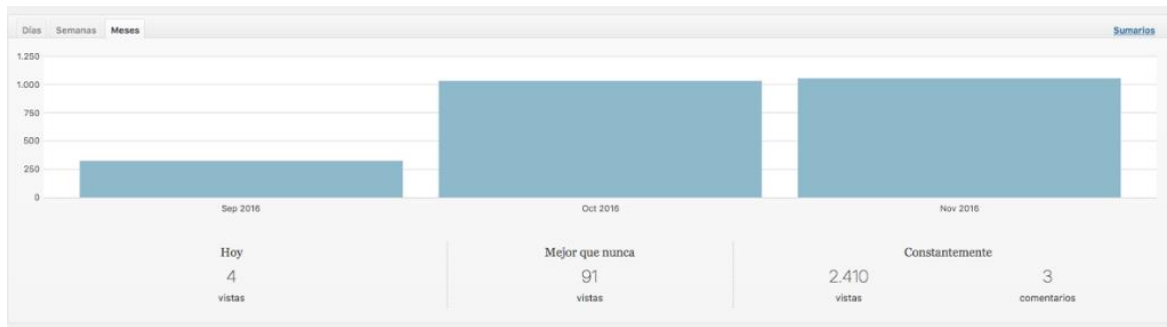 Días Semanas Meses Sumarios
1.250
1.000
750
500
250
0
Sep 2016 Oct 2016 Nov 2016
Hoy Mejor que nunca Constantemente
4 91 2.410 3
vistas vistas vistas comentarios